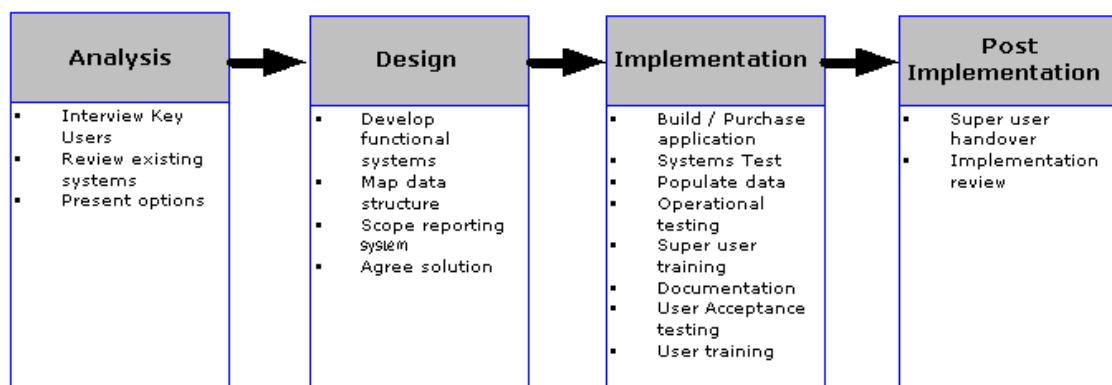 Analysis
Interview Key
Users
Review existing
systems
Present options
Design
Develop
functional
systems
Map data
structure
Scope reporting
system
Agree solution
Implementation
Build / Purchase
application
Systems Test
Populate data
Operational
testing
Super user
training
Documentation
User Acceptance
testing
User training
Post
Implementation
Super user
handover
Implementation
review